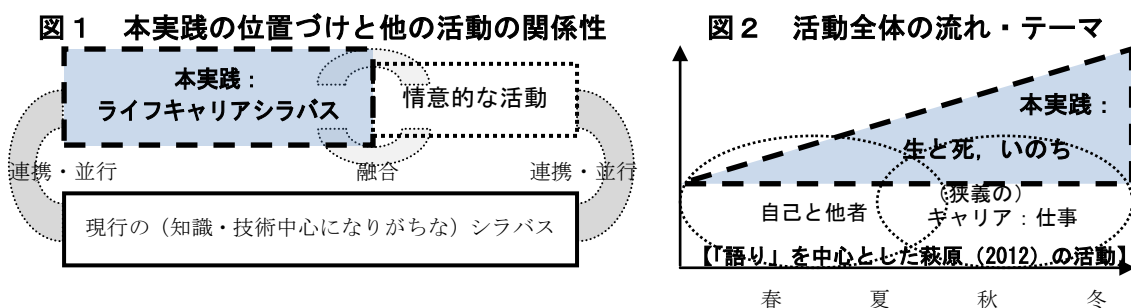 図1 本実践の位置づけと他の活動の関係性
本実践：
ライフキャリアシラバス
情意的な活動
連携・並行
融合
連携・並行
現行の（知識・技術中心になりがちな）シラバス
図2 活動全体の流れ・テーマ
本実践：
生と死，いのち
自己と他者
（狭義の）
キャリア：仕事
【「語り」を中心とした萩原（2012）の活動】
春 夏 秋 冬